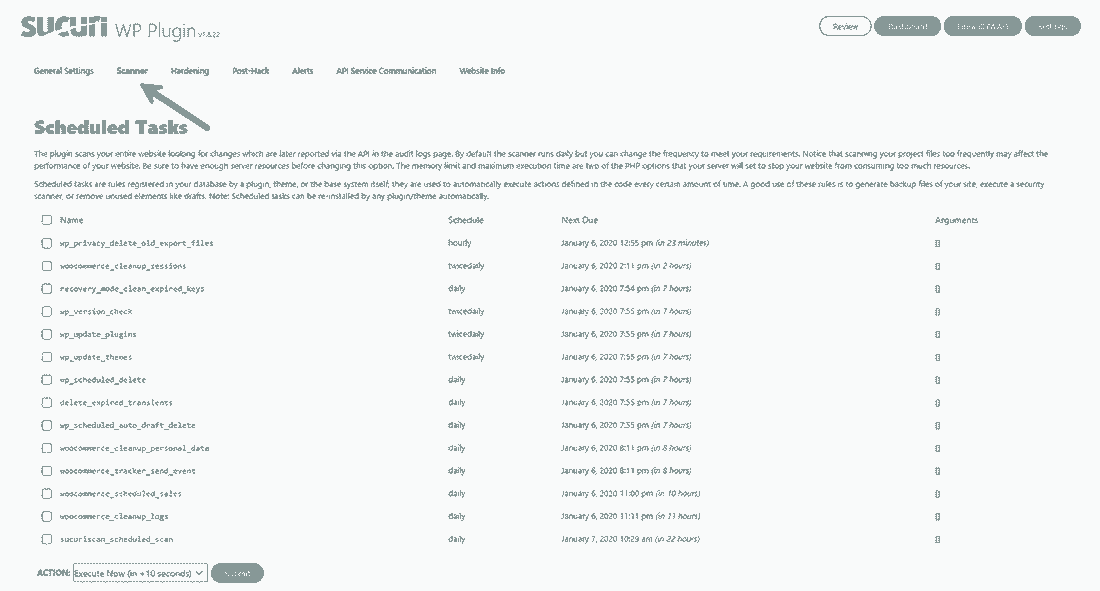 SUCURI WP Plugin v1.8.22
Review Dashboard
General Settings Scanner Hardening Post-Hack Alerts API Service Communication Website Info
Scheduled Tasks
The plugin scans your entire website looking for changes which are later reported via the API in the audit logs page. By default the scanner runs daily but you can change the frequency to meet your requirements. Notice that scanning your project files too frequently may affect the
performance of your website. Be sure to have enough server resources before changing this option. The memory limit and maximum execution time are two of the PHP options that your server will set to stop your website from consuming too much resources.
Scheduled tasks are rules registered in your database by a plugin, theme, or the base system itself; they are used to automatically execute actions defined in the code every certain amount of time. A good use of these rules is to generate backup files of your site, execute a security
scanner, or remove unused elements like drafts. Note: Scheduled tasks can be re-installed by any plugin/theme automatically.
Name Schedule Next Due Arguments
wp_privacy_delete_old_export_files hourly January 6, 2020 12:55 pm (in 23 minutes) []
woocommerce_cleanup_sessions twicedaily January 6, 2020 2:11 pm (in 2 hours) []
recovery_mode_clean_expired_keys daily January 6, 2020 7:54 pm (in 7 hours) []
wp_version_check twicedaily January 6, 2020 7:55 pm (in 7 hours) []
wp_update_plugins twicedaily January 6, 2020 7:55 pm (in 7 hours) []
wp_update_themes twicedaily January 6, 2020 7:55 pm (in 7 hours) []
wp_scheduled_delete daily January 6, 2020 7:55 pm (in 7 hours) []
delete_expired_transients daily January 6, 2020 7:55 pm (in 7 hours) []
wp_scheduled_auto_draft_delete daily January 6, 2020 7:55 pm (in 7 hours) []
woocommerce_cleanup_personal_data daily January 6, 2020 8:11 pm (in 8 hours) []
woocommerce_tracker_send_event daily January 6, 2020 8:11 pm (in 8 hours) []
woocommerce_scheduled_sales daily January 6, 2020 11:00 pm (in 10 hours) []
woocommerce_cleanup_logs daily January 6, 2020 11:11 pm (in 11 hours) []
sucuriscan_scheduled_scan daily January 7, 2020 10:29 am (in 22 hours) []
ACTION: Execute Now (in +10 seconds) Submit